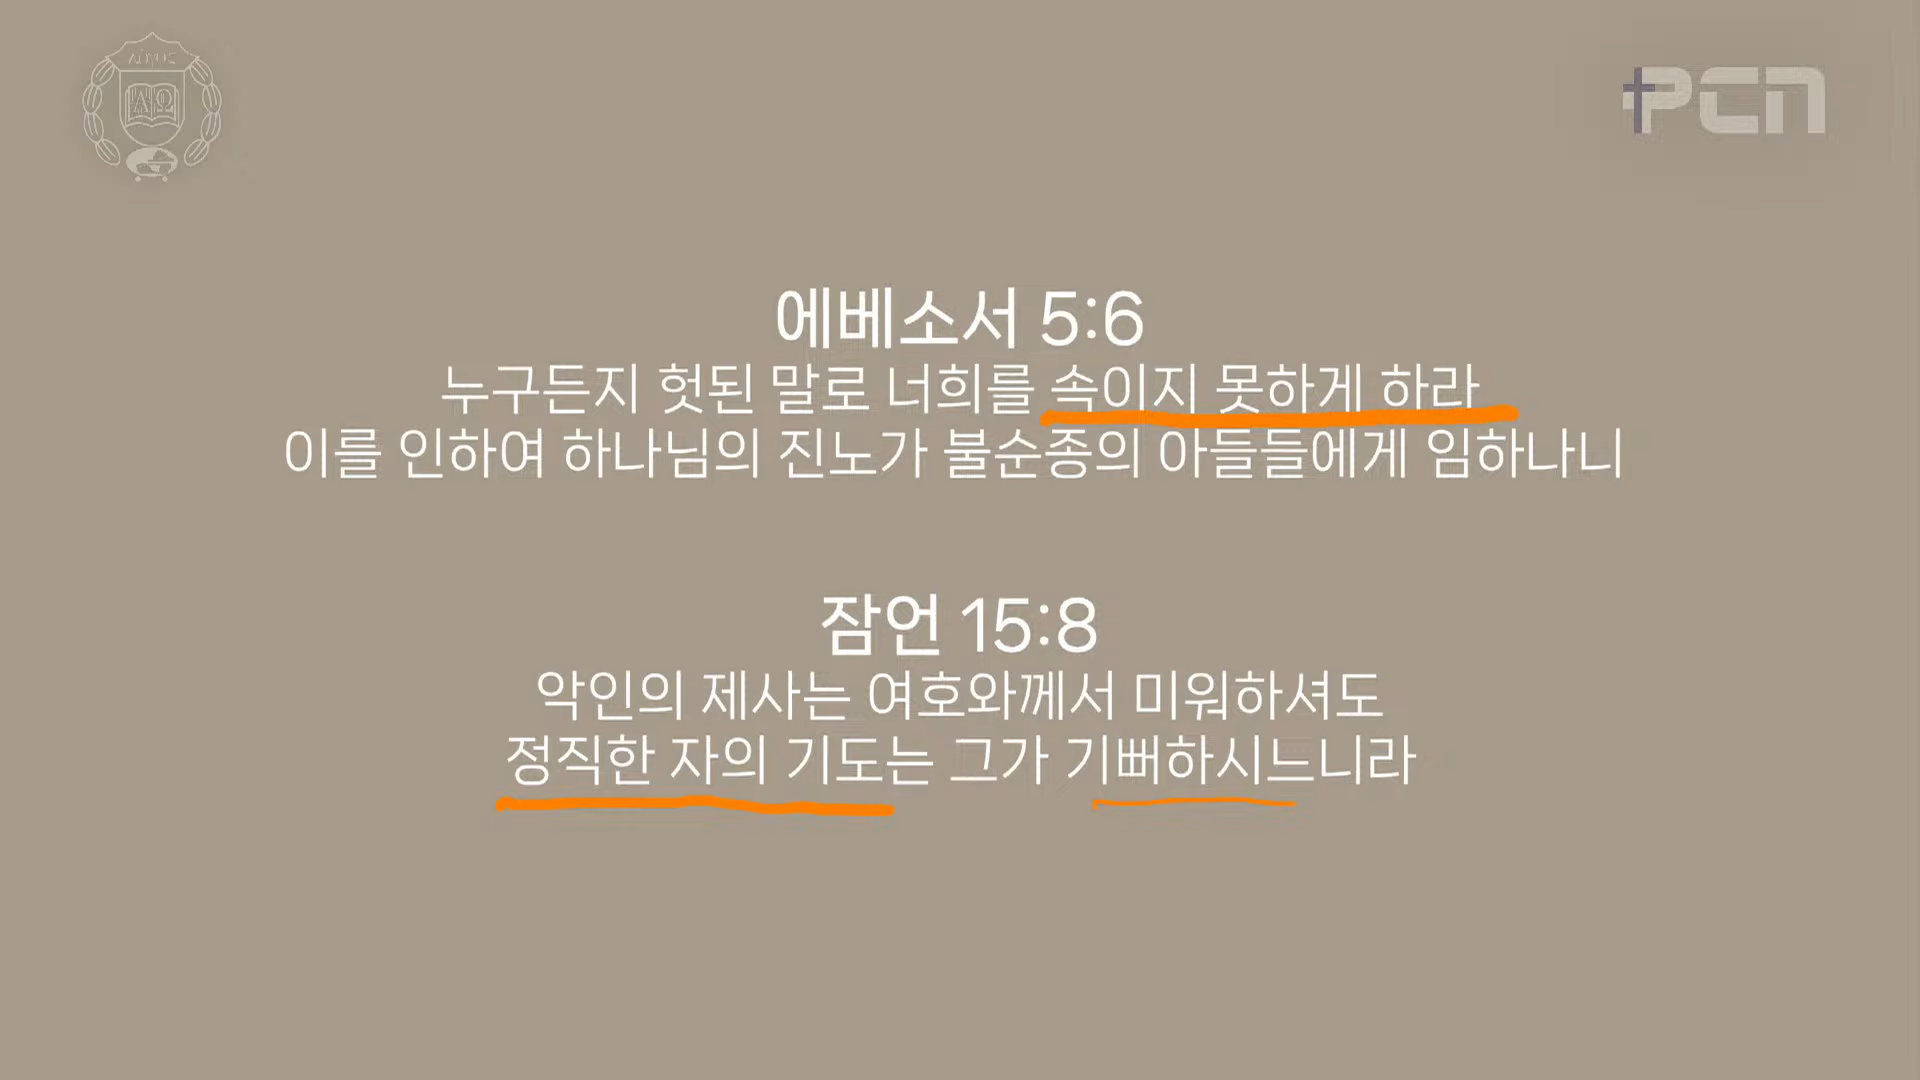 PCN
ΑΩ
에베소서 5:6
누구든지 헛된 말로 너희를 속이지 못하게 하라
이를 인하여 하나님의 진노가 불순종의 아들들에게 임하나니
잠언 15:8
악인의 제사는 여호와께서 미워하셔도
정직한 자의 기도는 그가 기뻐하시느니라